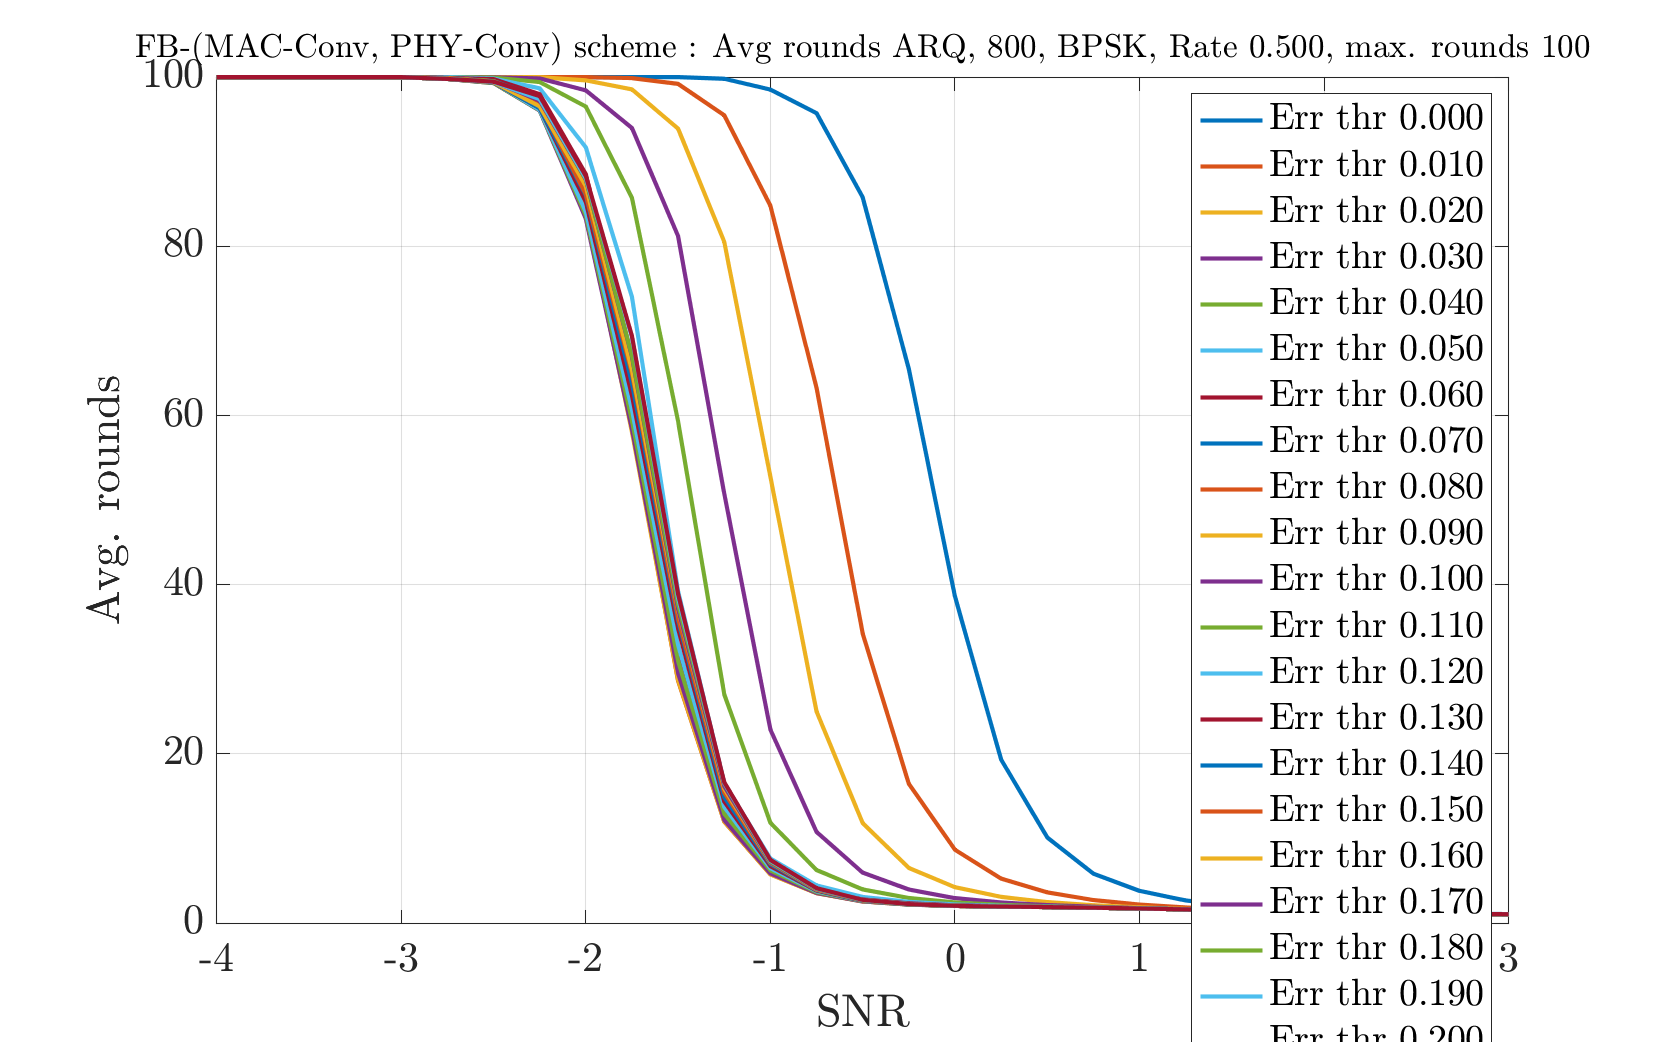 FB-(MAC-Conv, PHY-Conv) scheme : Avg rounds ARQ, 800, BPSK, Rate 0.500, max. rounds 100
100
80
60
40
20
0
Avg. rounds
-4 -3 -2 -1 0 1 3
SNR
Err thr 0.000
Err thr 0.010
Err thr 0.020
Err thr 0.030
Err thr 0.040
Err thr 0.050
Err thr 0.060
Err thr 0.070
Err thr 0.080
Err thr 0.090
Err thr 0.100
Err thr 0.110
Err thr 0.120
Err thr 0.130
Err thr 0.140
Err thr 0.150
Err thr 0.160
Err thr 0.170
Err thr 0.180
Err thr 0.190
Err thr 0.200